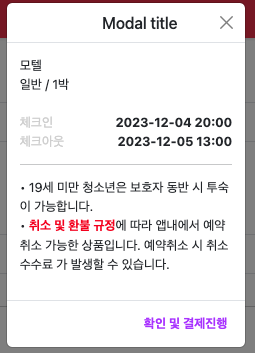 Modal title
모텔
일반 / 1박
체크인 2023-12-04 20:00
체크아웃 2023-12-05 13:00
• 19세 미만 청소년은 보호자 동반 시 투숙
이 가능합니다.
• 취소 및 환불 규정에 따라 앱내에서 예약
취소 가능한 상품입니다. 예약취소 시 취소
수수료 가 발생할 수 있습니다.
확인 및 결제진행